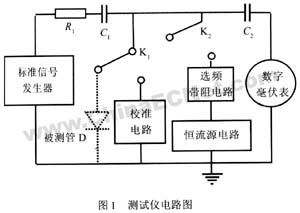 R1
C1
K1
K2
C2
标准信号
发生器
被测管 D
校准
电路
选频
带阻电路
恒流源电路
数字
毫伏表
图1 测试仪电路图